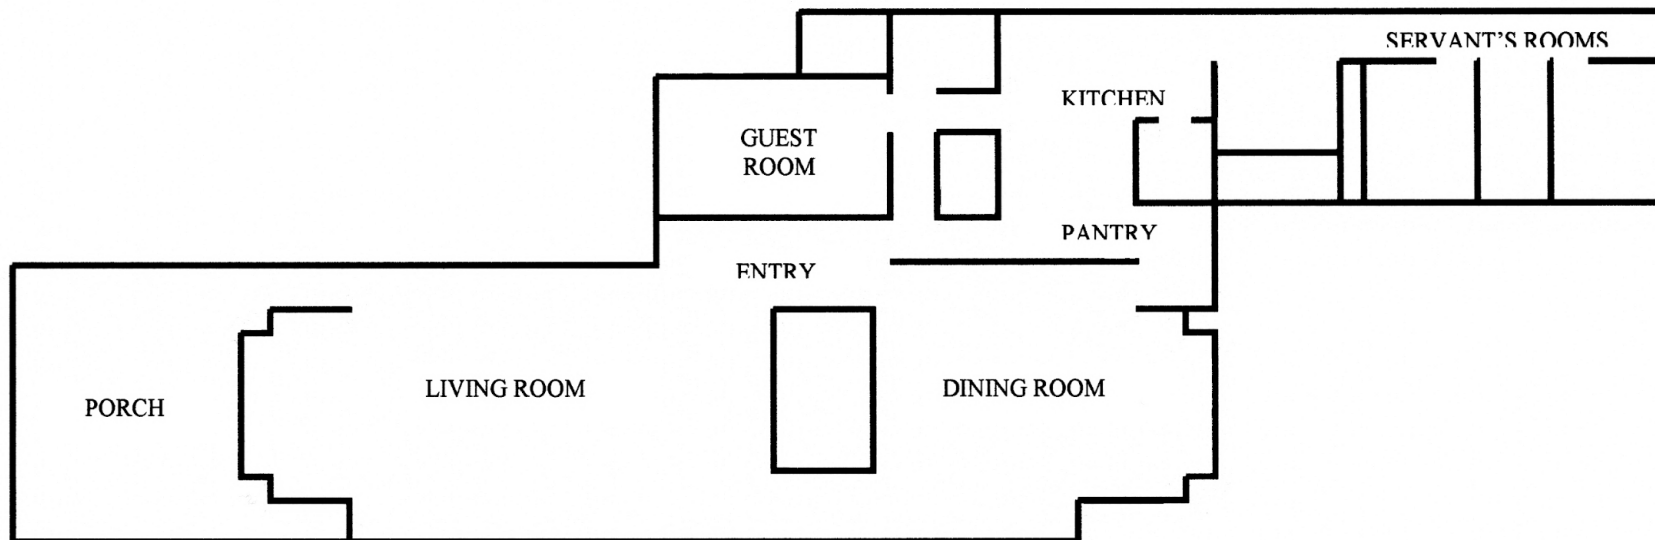 SERVANT'S ROOMS
KITCHEN
GUEST
ROOM
PANTRY
ENTRY
LIVING ROOM
DINING ROOM
PORCH